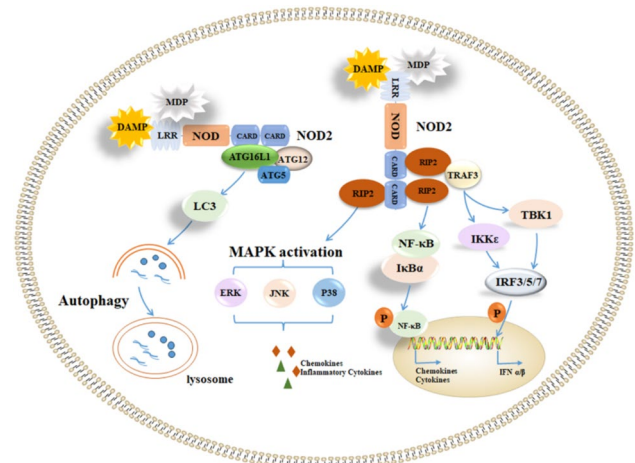 MDP
DAMP
LRR
NOD
CARD
CARD
NOD2
ATG16L1
ATG12
ATG5
LC3
Autophagy
lysosome
MDP
DAMP
LRR
NOD
NOD2
CARD
CARD
RIP2
RIP2
RIP2
TRAF3
TBK1
IKKε
IRF3/5/7
NF-κB
IκBα
MAPK activation
ERK
JNK
P38
Chemokines
Inflammatory Cytokines
P
NF-κB
P
Chemokines
Cytokines
IFN α/β